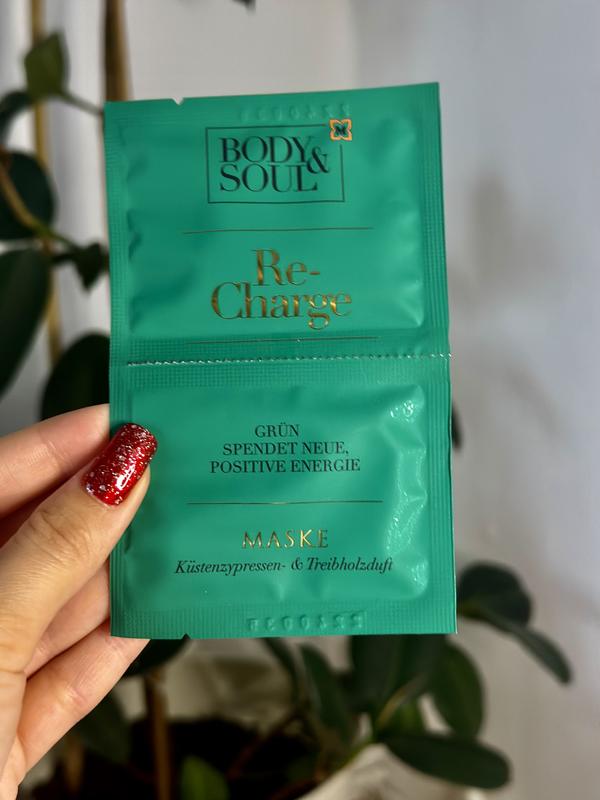 BODY&
SOUL
Re-
Charge
GRÜN
SPENDET NEUE,
POSITIVE ENERGIE
MASKE
Küstenzypressen- & Treibholzduft